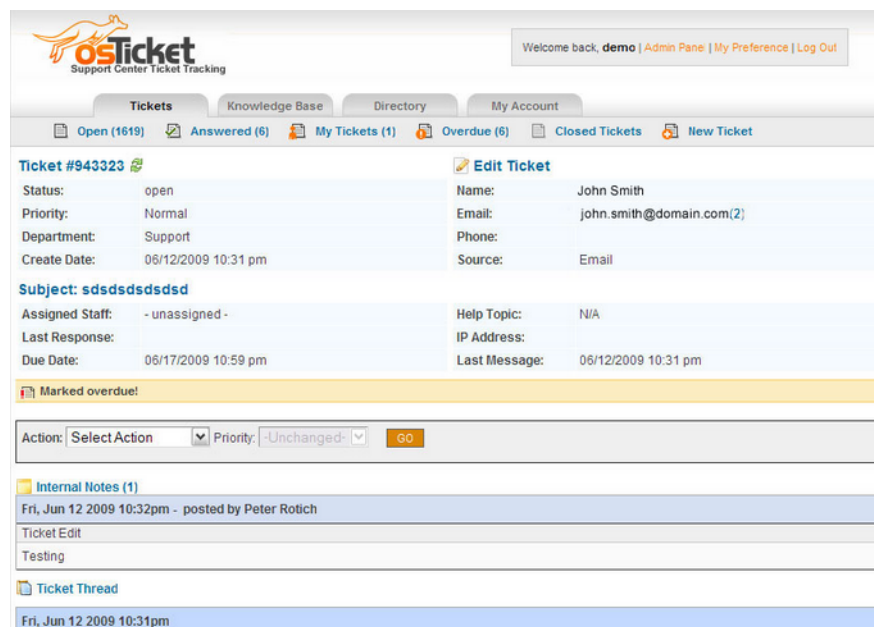 osTicket
Support Center Ticket Tracking
Welcome back, demo | Admin Panel | My Preference | Log Out
Tickets Knowledge Base Directory My Account
Open (1619) Answered (6) My Tickets (1) Overdue (6) Closed Tickets New Ticket
Ticket #943323 Edit Ticket
Status: open Name: John Smith
Priority: Normal Email: john.smith@domain.com(2)
Department: Support Phone:
Create Date: 06/12/2009 10:31 pm Source: Email
Subject: sdsdsdsdsdsd
Assigned Staff: - unassigned - Help Topic: N/A
Last Response: IP Address:
Due Date: 06/17/2009 10:59 pm Last Message: 06/12/2009 10:31 pm
Marked overdue!
Action: Select Action Priority: -Unchanged- GO
Internal Notes (1)
Fri, Jun 12 2009 10:32pm - posted by Peter Rotich
Ticket Edit
Testing
Ticket Thread
Fri, Jun 12 2009 10:31pm